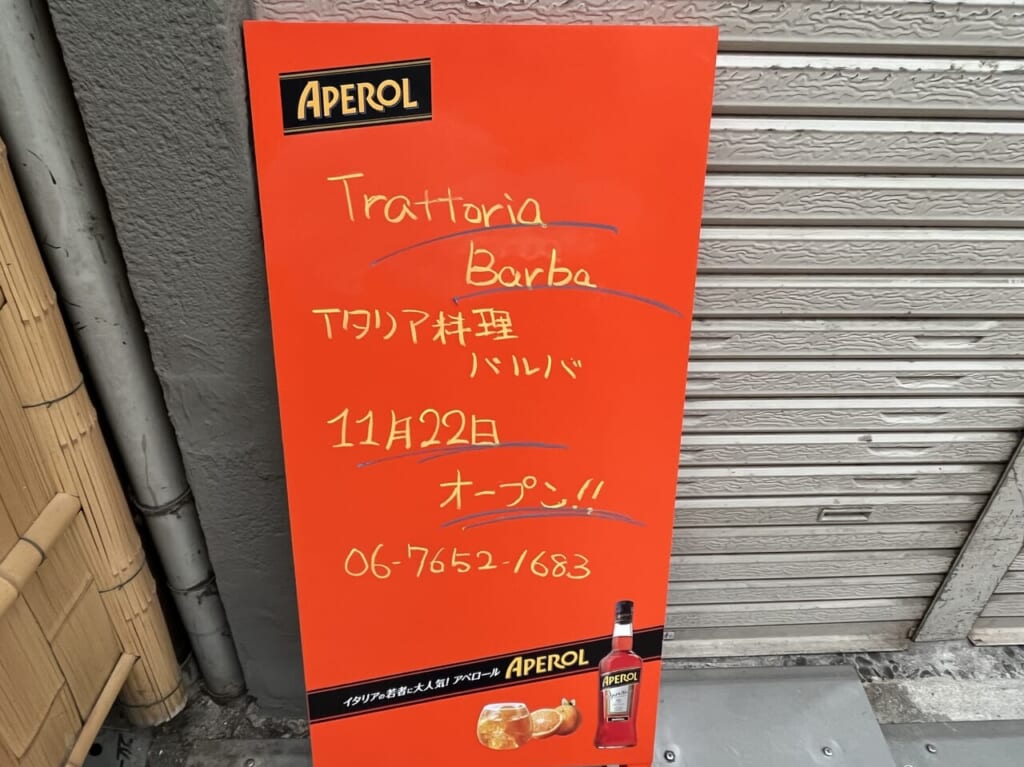 APEROL
Trattoria
Barba
イタリア料理
バルバ
11月22日
オープン!!
06-7652-1683
イタリアの若者に大人気! アペロール APEROL
APEROL